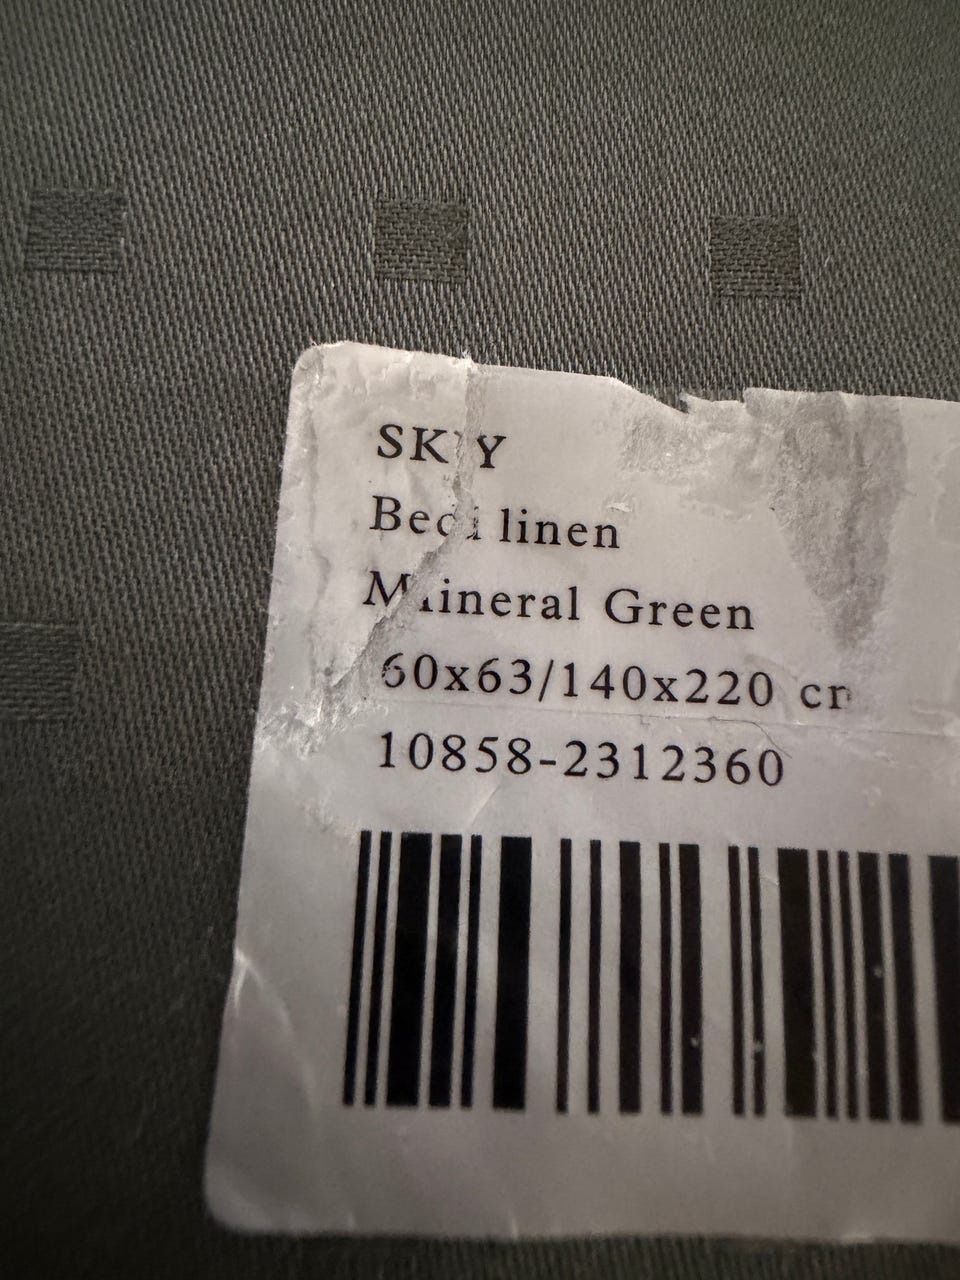 SKY
Bed linen
Mineral Green
60x63/140x220 cm
10858-2312360